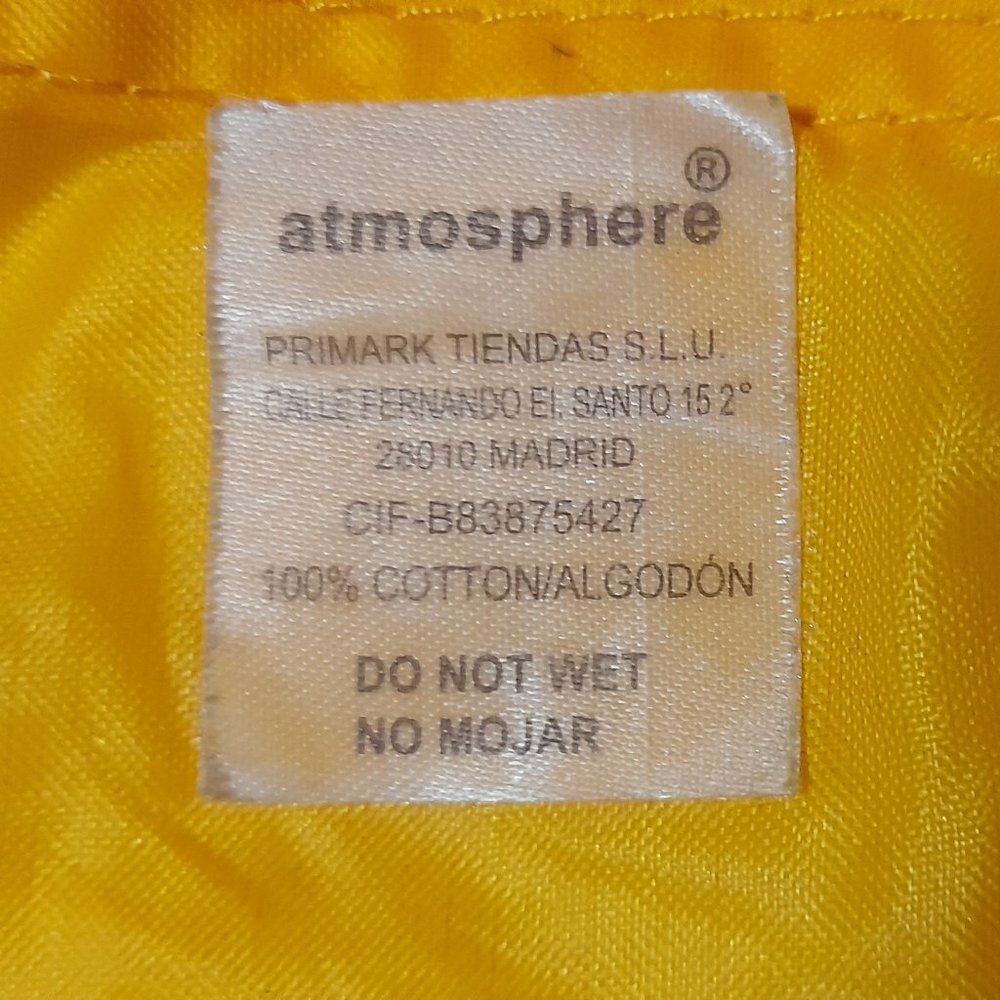 atmosphere®
PRIMARK TIENDAS S.L.U.
CALLE FERNANDO EL SANTO 15 2°
28010 MADRID
CIF-B83875427
100% COTTON/ALGODÓN
DO NOT WET
NO MOJAR